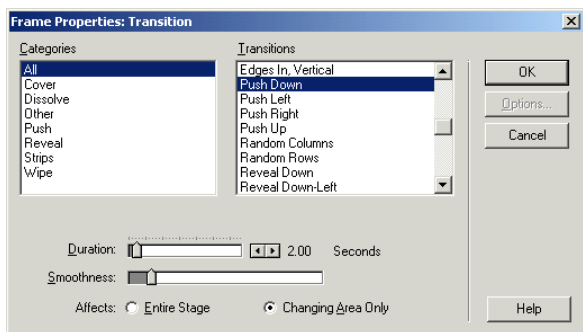 Frame Properties: Transition
Categories
All
Cover
Dissolve
Other
Push
Reveal
Strips
Wipe
Transitions
Edges In, Vertical
Push Down
Push Left
Push Right
Push Up
Random Columns
Random Rows
Reveal Down
Reveal Down-Left
OK
Options...
Cancel
Duration: 2.00 Seconds
Smoothness:
Affects: Entire Stage Changing Area Only
Help